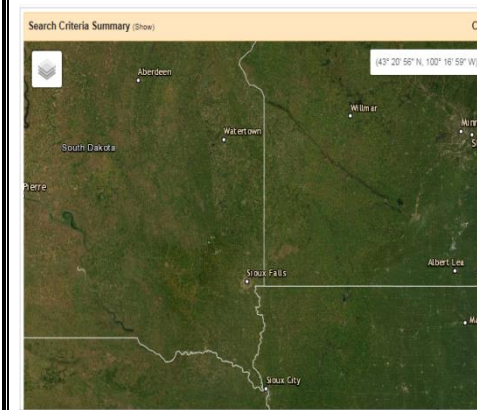 Search Criteria Summary (Show)
(43° 20' 56" N, 100° 16' 59" W)
Aberdeen
Willmar
Watertown
South Dakota
Pierre
Albert Lea
Sioux Falls
Sioux City